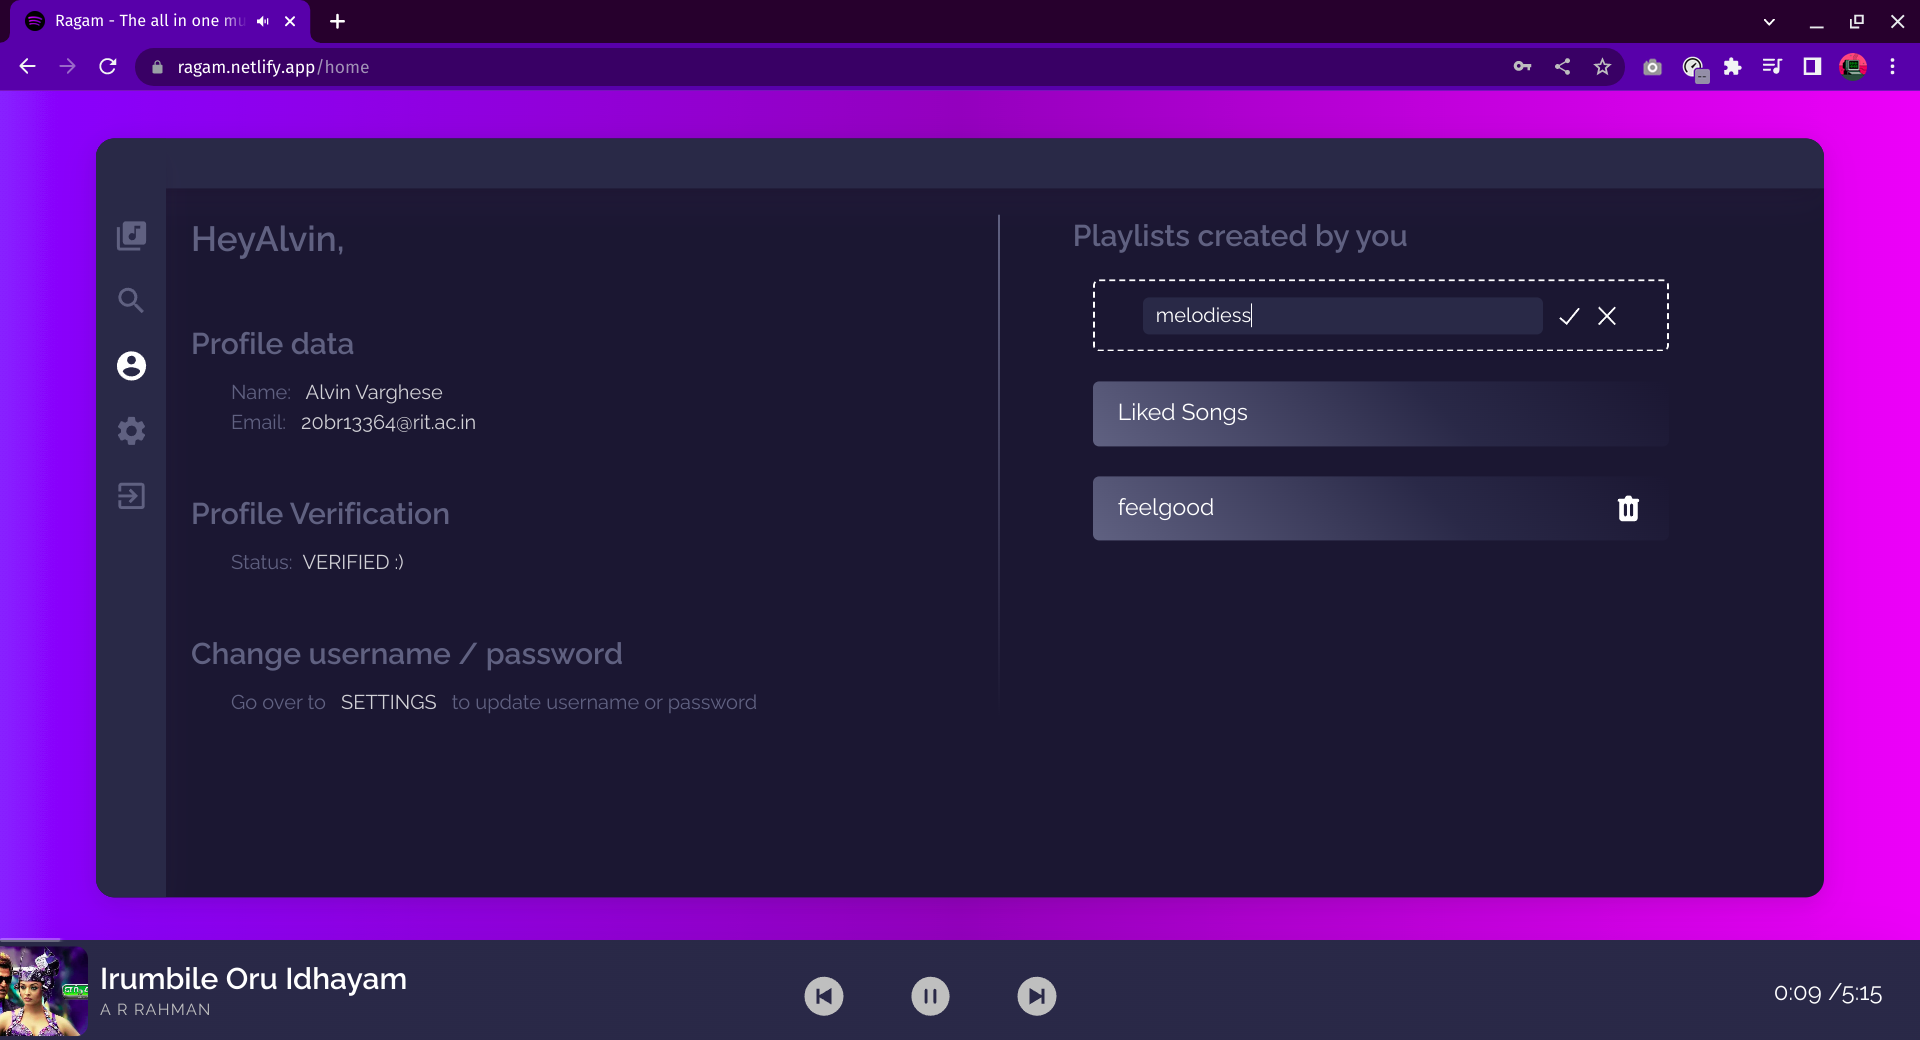 Ragam - The all in one mu
ragam.netlify.app/home
HeyAlvin,
Profile data
Name: Alvin Varghese
Email: 20br13364@rit.ac.in
Profile Verification
Status: VERIFIED :)
Change username / password
Go over to SETTINGS to update username or password
Playlists created by you
melodiess
Liked Songs
feelgood
Irumbile Oru Idhayam
A R RAHMAN
0:09 /5:15